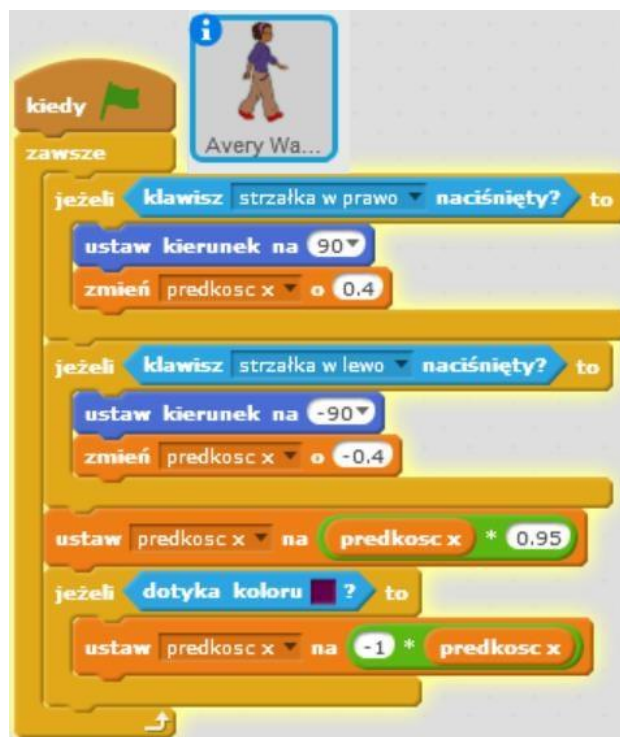 Avery Wa...
kiedy
zawsze
jeżeli klawisz strzałka w prawo naciśnięty? to
ustaw kierunek na 90
zmień predkosc x o 0.4
jeżeli klawisz strzałka w lewo naciśnięty? to
ustaw kierunek na -90
zmień predkosc x o -0.4
ustaw predkosc x na predkosc x * 0.95
jeżeli dotyka koloru ? to
ustaw predkosc x na -1 * predkosc x